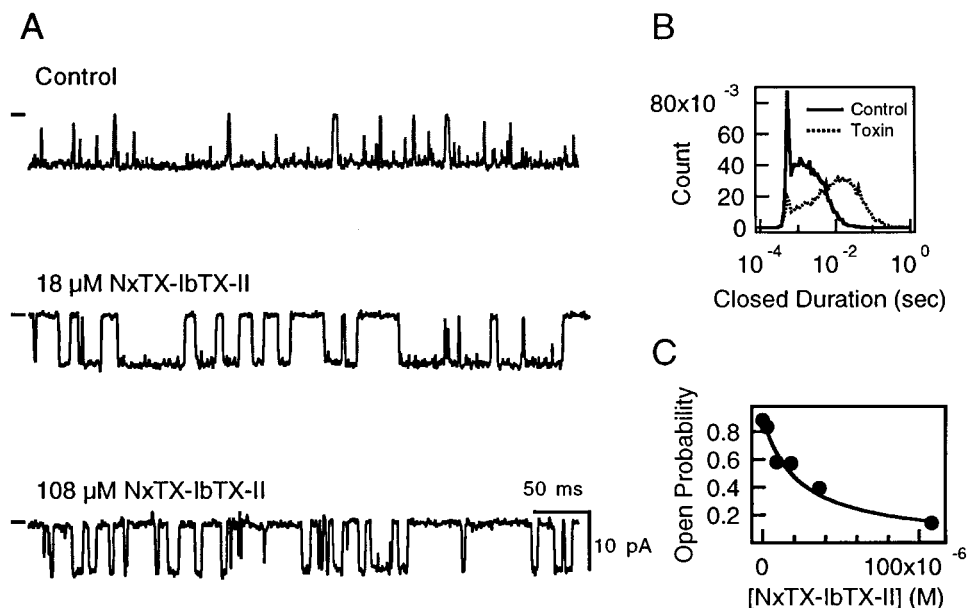 A
Control
18 µM NxTX-IbTX-II
108 µM NxTX-IbTX-II
50 ms
10 pA
B
80x10 -3
60
40
20
0
Count
Control
Toxin
10 -4
10 -2
10 0
Closed Duration (sec)
C
Open Probability
0.8
0.6
0.4
0.2
0
100x10 -6
[NxTX-IbTX-II] (M)